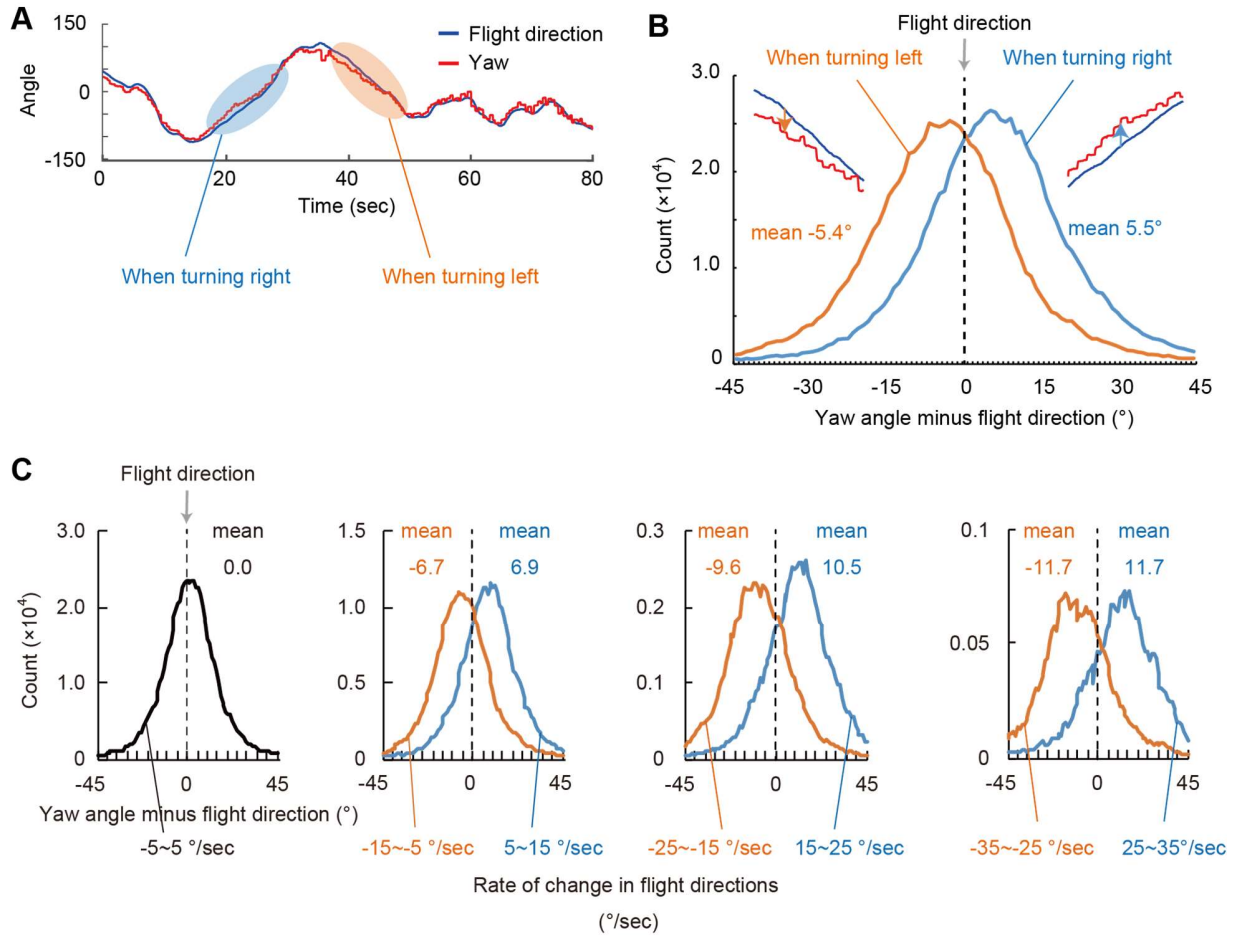 A
150
0
-150
Angle
Flight direction
Yaw
0
20
40
60
80
Time (sec)
When turning right
When turning left
B
Flight direction
When turning left
When turning right
3.0
2.0
1.0
0
Count (×10⁴)
mean -5.4°
mean 5.5°
-45
-30
-15
0
15
30
45
Yaw angle minus flight direction (°)
C
Flight direction
3.0
2.0
1.0
0
Count (×10⁴)
mean
0.0
-45
0
45
Yaw angle minus flight direction (°)
-5~5 °/sec
1.5
1.0
0.5
0
mean
-6.7
mean
6.9
-45
0
45
-15~-5 °/sec
5~15 °/sec
0.3
0.2
0.1
0
mean
-9.6
mean
10.5
-45
0
45
-25~-15 °/sec
15~25 °/sec
0.1
0.05
0
mean
-11.7
mean
11.7
-45
0
45
-35~-25 °/sec
25~35°/sec
Rate of change in flight directions
(°/sec)